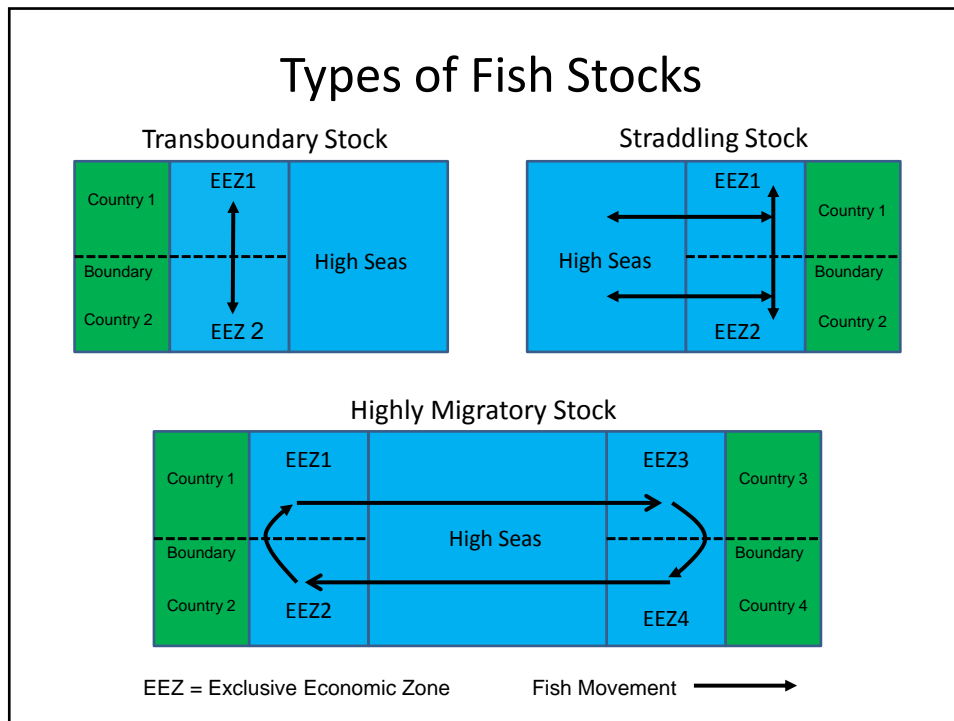 Types of Fish Stocks
Transboundary Stock
Country 1
EEZ1
Boundary
High Seas
Country 2
EEZ 2
Straddling Stock
EEZ1
Country 1
High Seas
Boundary
EEZ2
Country 2
Highly Migratory Stock
Country 1
EEZ1
EEZ3
Country 3
Boundary
High Seas
Boundary
Country 2
EEZ2
EEZ4
Country 4
EEZ = Exclusive Economic Zone
Fish Movement